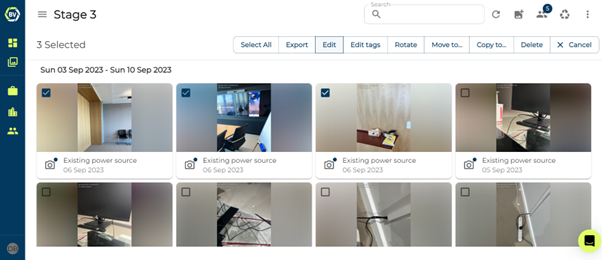 BV
Stage 3
Search
5
3 Selected
Select All
Export
Edit
Edit tags
Rotate
Move to...
Copy to...
Delete
Cancel
Sun 03 Sep 2023 - Sun 10 Sep 2023
Existing power source
06 Sep 2023
Existing power source
06 Sep 2023
Existing power source
06 Sep 2023
Existing power source
05 Sep 2023